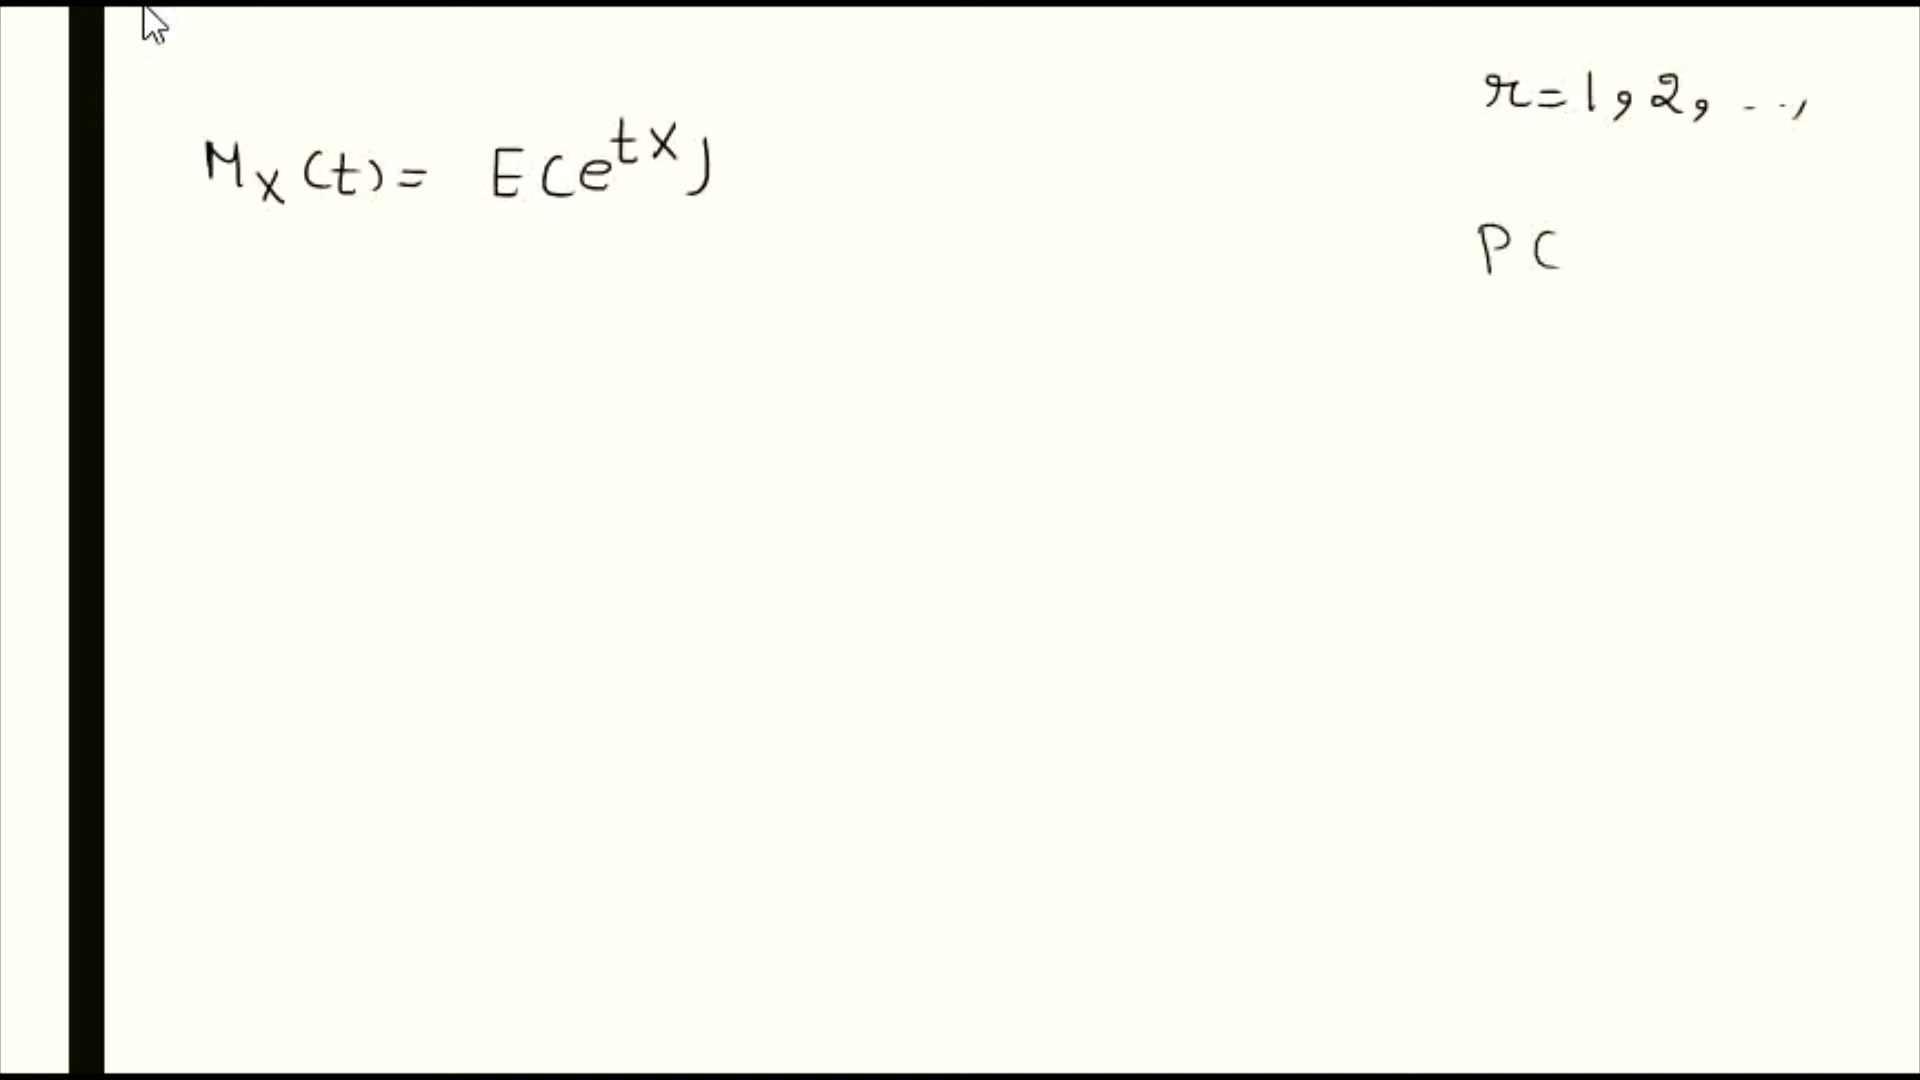 r=1,2, ...,
M_X(t)= E(e^{tX})
P(